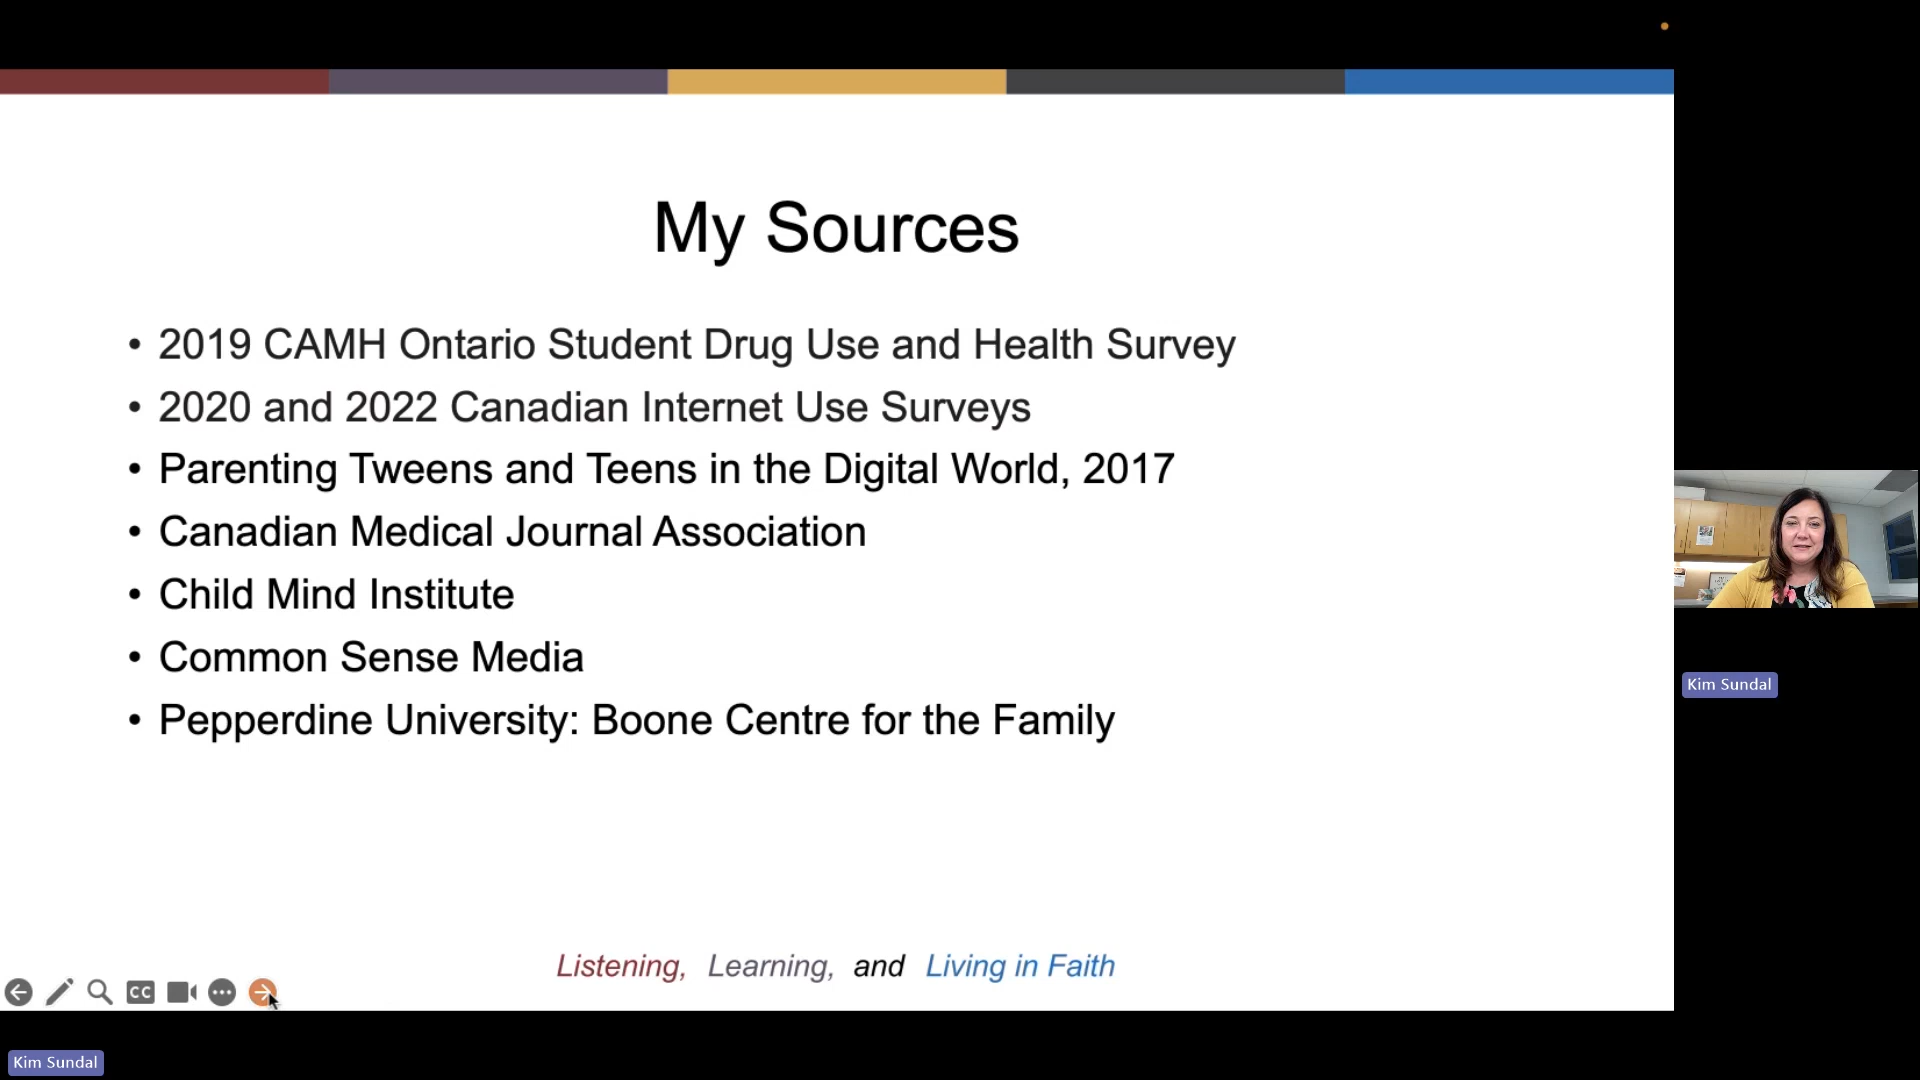 My Sources
• 2019 CAMH Ontario Student Drug Use and Health Survey
• 2020 and 2022 Canadian Internet Use Surveys
• Parenting Tweens and Teens in the Digital World, 2017
• Canadian Medical Journal Association
• Child Mind Institute
• Common Sense Media
• Pepperdine University: Boone Centre for the Family
Listening, Learning, and Living in Faith
CC
Kim Sundal
Kim Sundal